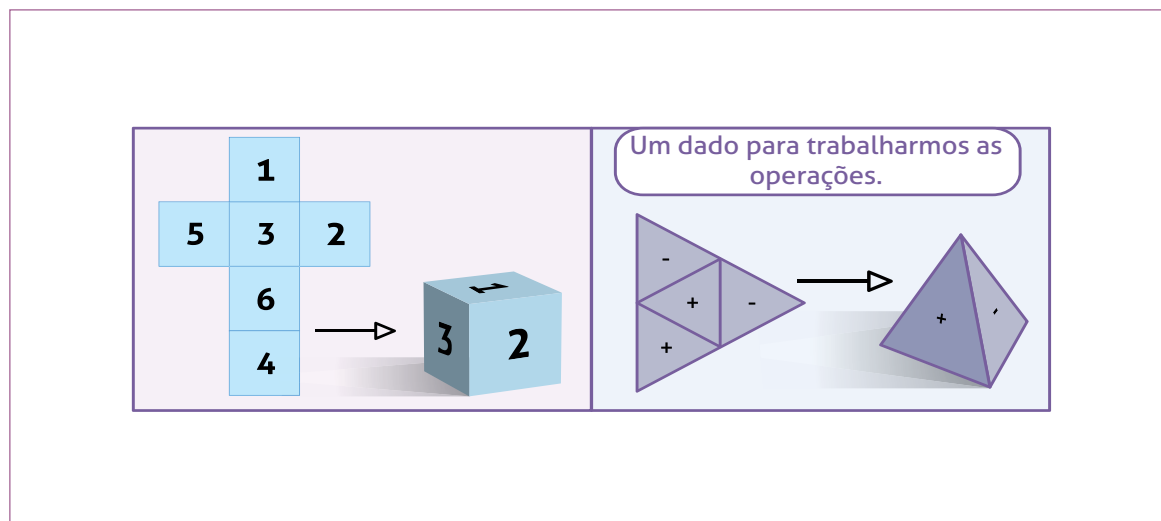 1
5 3 2
6
4
3 1 2
Um dado para trabalharmos as
operações.
-
+ -
+
+ -